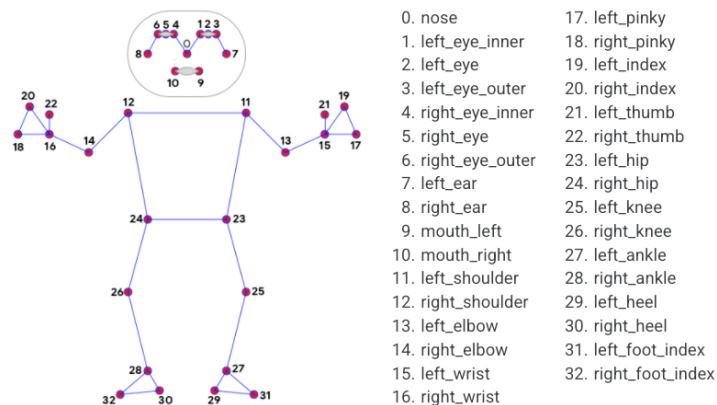 6 5 4 1 2 3
0
8 7
10 9
20 19
22 21
12 11
18 16 14 13 15 17
24 23
26 25
28 27
32 30 29 31
0. nose
1. left_eye_inner
2. left_eye
3. left_eye_outer
4. right_eye_inner
5. right_eye
6. right_eye_outer
7. left_ear
8. right_ear
9. mouth_left
10. mouth_right
11. left_shoulder
12. right_shoulder
13. left_elbow
14. right_elbow
15. left_wrist
16. right_wrist
17. left_pinky
18. right_pinky
19. left_index
20. right_index
21. left_thumb
22. right_thumb
23. left_hip
24. right_hip
25. left_knee
26. right_knee
27. left_ankle
28. right_ankle
29. left_heel
30. right_heel
31. left_foot_index
32. right_foot_index